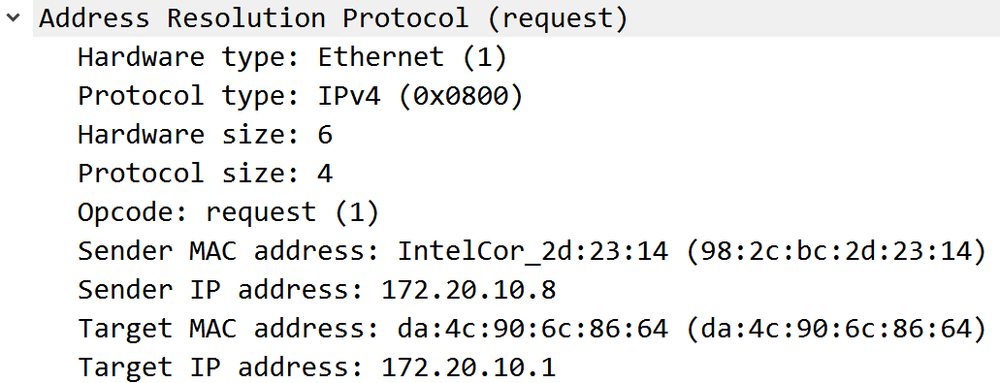 Address Resolution Protocol (request)
Hardware type: Ethernet (1)
Protocol type: IPv4 (0x0800)
Hardware size: 6
Protocol size: 4
Opcode: request (1)
Sender MAC address: IntelCor_2d:23:14 (98:2c:bc:2d:23:14)
Sender IP address: 172.20.10.8
Target MAC address: da:4c:90:6c:86:64 (da:4c:90:6c:86:64)
Target IP address: 172.20.10.1